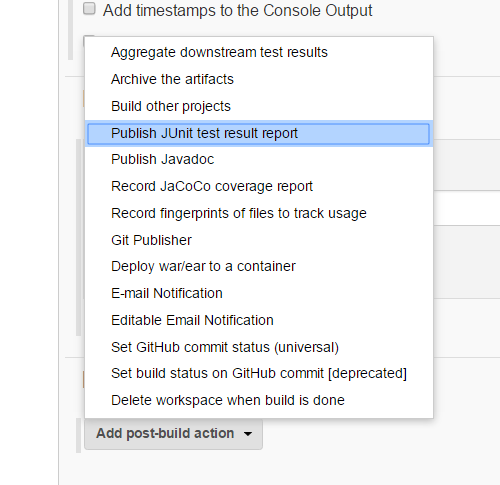 Add timestamps to the Console Output
Aggregate downstream test results
Archive the artifacts
Build other projects
Publish JUnit test result report
Publish Javadoc
Record JaCoCo coverage report
Record fingerprints of files to track usage
Git Publisher
Deploy war/ear to a container
E-mail Notification
Editable Email Notification
Set GitHub commit status (universal)
Set build status on GitHub commit [deprecated]
Delete workspace when build is done
Add post-build action